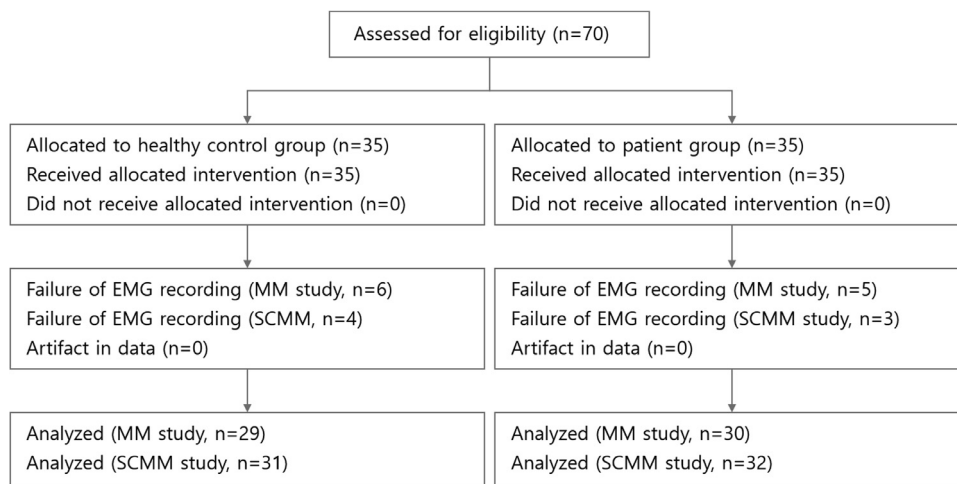 Assessed for eligibility (n=70)
Allocated to healthy control group (n=35)
Received allocated intervention (n=35)
Did not receive allocated intervention (n=0)
Allocated to patient group (n=35)
Received allocated intervention (n=35)
Did not receive allocated intervention (n=0)
Failure of EMG recording (MM study, n=6)
Failure of EMG recording (SCMM, n=4)
Artifact in data (n=0)
Failure of EMG recording (MM study, n=5)
Failure of EMG recording (SCMM study, n=3)
Artifact in data (n=0)
Analyzed (MM study, n=29)
Analyzed (SCMM study, n=31)
Analyzed (MM study, n=30)
Analyzed (SCMM study, n=32)